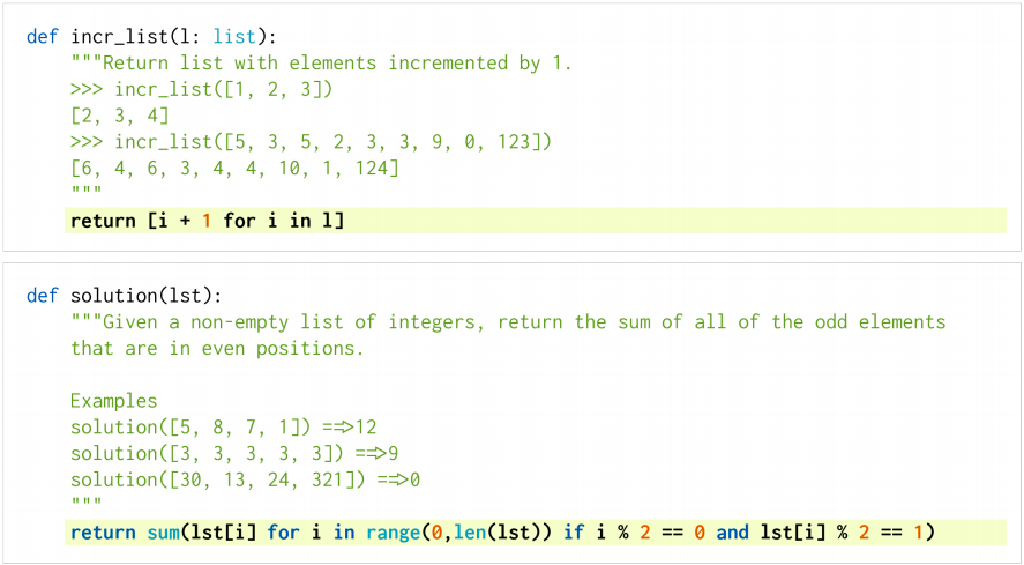 def incr_list(l: list):
    """Return list with elements incremented by 1.
    >>> incr_list([1, 2, 3])
    [2, 3, 4]
    >>> incr_list([5, 3, 5, 2, 3, 3, 9, 0, 123])
    [6, 4, 6, 3, 4, 4, 10, 1, 124]
    """
    return [i + 1 for i in l]
def solution(lst):
    """Given a non-empty list of integers, return the sum of all of the odd elements
    that are in even positions.
    Examples
    solution([5, 8, 7, 1]) ==>12
    solution([3, 3, 3, 3, 3]) ==>9
    solution([30, 13, 24, 321]) ==>0
    """
    return sum(lst[i] for i in range(0,len(lst)) if i % 2 == 0 and lst[i] % 2 == 1)